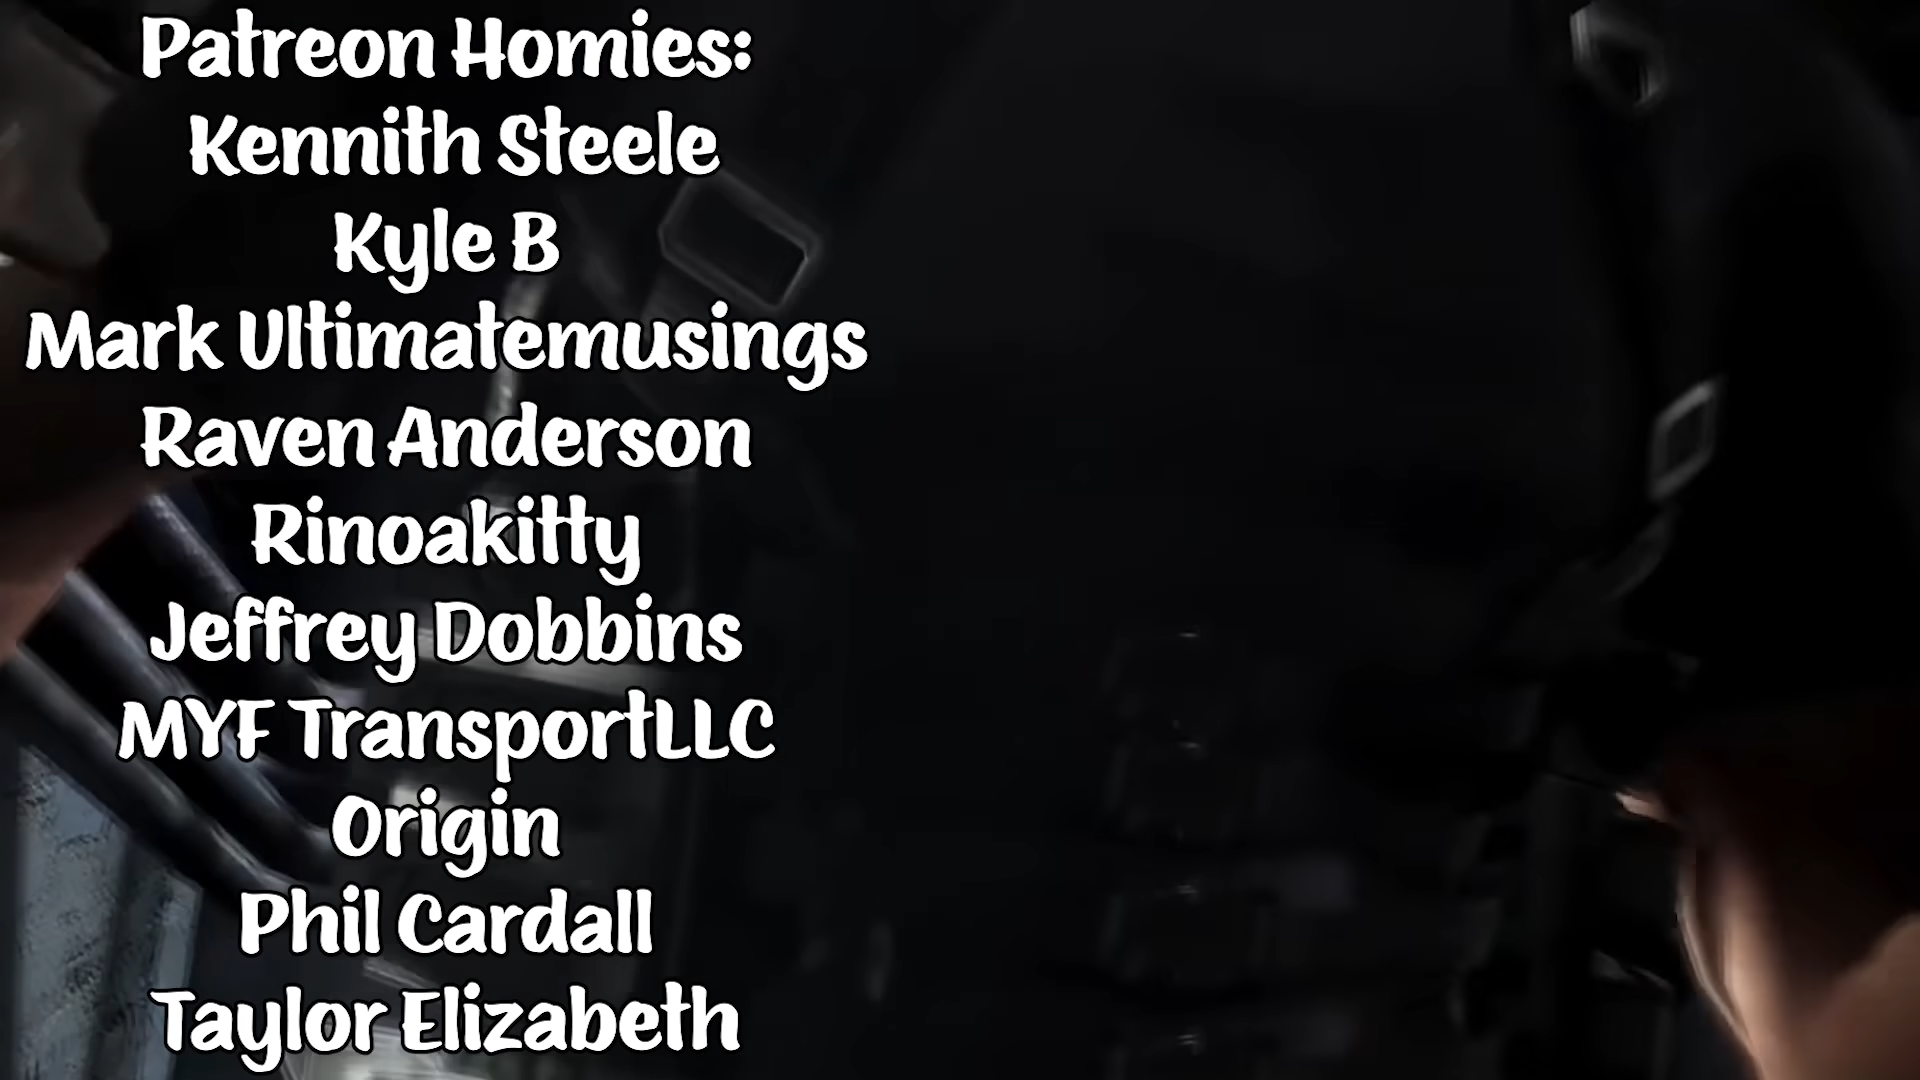 Patreon Homies:
Kennith Steele
Kyle B
Mark Ultimatemusings
Raven Anderson
Rinoakitty
Jeffrey Dobbins
MYF TransportLLC
Origin
Phil Cardall
Taylor Elizabeth